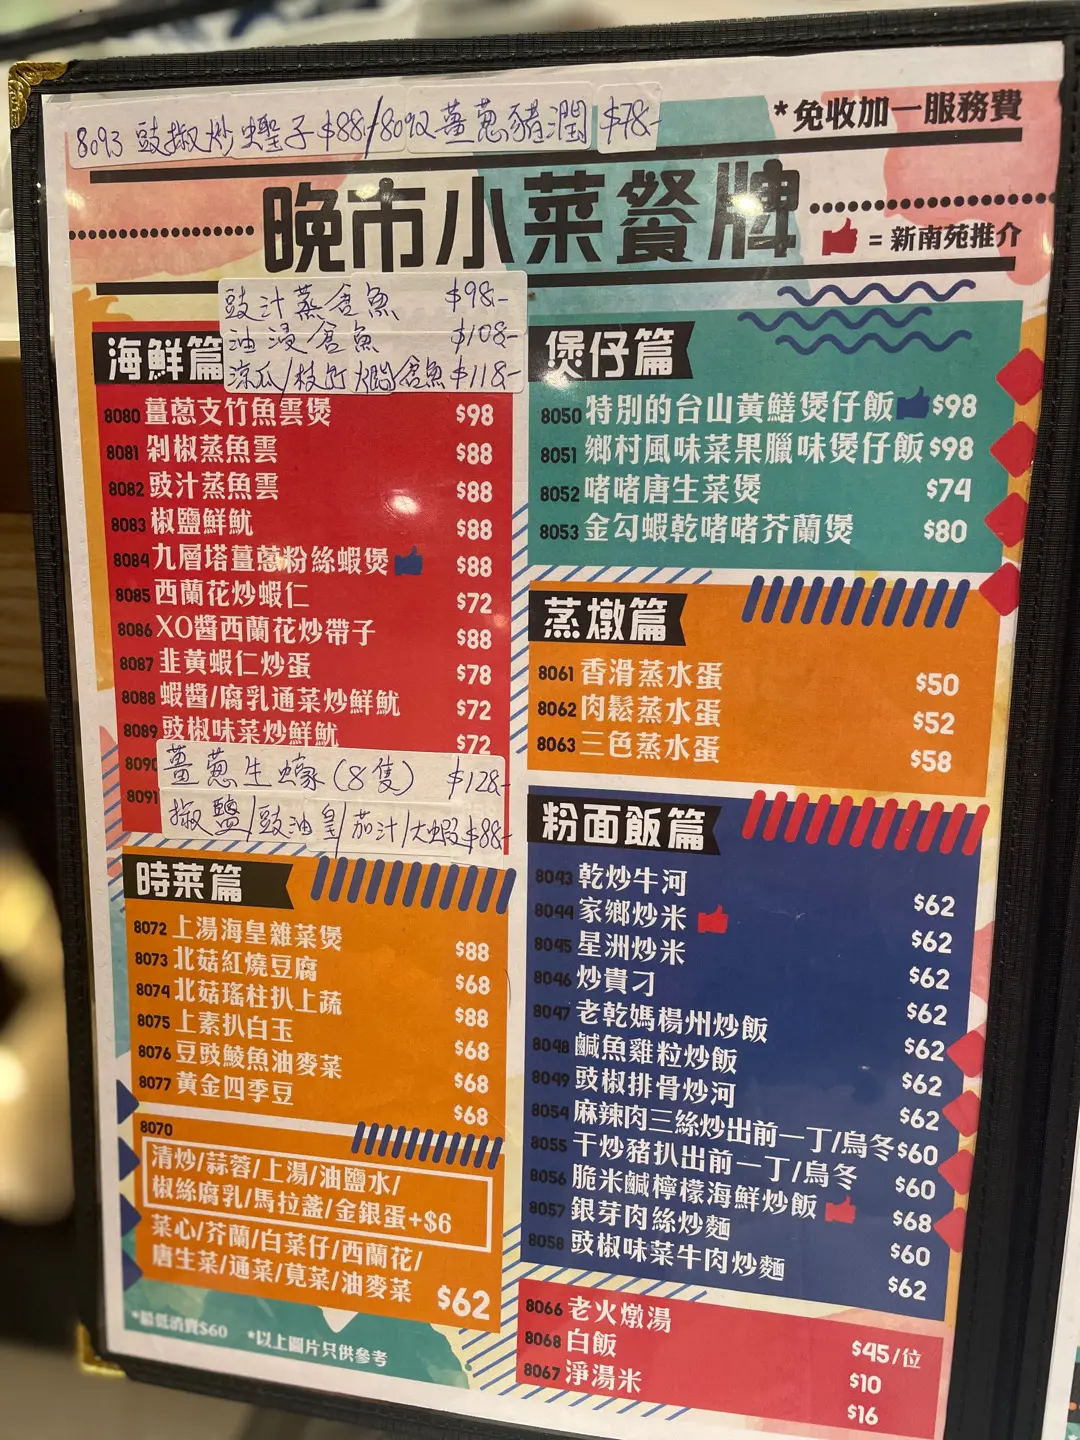 8093 豉椒炒蟶子 $88-/8092 薑蔥豬潤 $78-
*免收加一服務費
晚市小菜餐牌
= 新南苑推介
豉汁蒸倉魚 $98-
油浸倉魚 $108-
涼瓜/枝竹炆倉魚 $118-
海鮮篇
8080 薑蔥支竹魚雲煲 $98
8081 剁椒蒸魚雲 $88
8082 豉汁蒸魚雲 $88
8083 椒鹽鮮魷 $88
8084 九層塔薑蔥粉絲蝦煲 $88
8085 西蘭花炒蝦仁 $72
8086 XO醬西蘭花炒帶子 $88
8087 韭黃蝦仁炒蛋 $78
8088 蝦醬/腐乳通菜炒鮮魷 $72
8089 豉椒味菜炒鮮魷 $72
8090 薑蔥生蠔(8隻) $128-
8091 椒鹽/豉油皇/茄汁/大蝦 $88-
時菜篇
8072 上湯海皇雜菜煲 $88
8073 北菇紅燒豆腐 $68
8074 北菇瑤柱扒上蔬 $88
8075 上素扒白玉 $68
8076 豆豉鯪魚油麥菜 $68
8077 黃金四季豆 $68
8070
清炒/蒜蓉/上湯/油鹽水/
椒絲腐乳/馬拉盞/金銀蛋+$6
菜心/芥蘭/白菜仔/西蘭花/
唐生菜/通菜/莧菜/油麥菜 $62
*最低消費$60 *以上圖片只供參考
煲仔篇
8050 特別的台山黃鱔煲仔飯 $98
8051 鄉村風味菜果臘味煲仔飯 $98
8052 啫啫唐生菜煲 $74
8053 金勾蝦乾啫啫芥蘭煲 $80
蒸燉篇
8061 香滑蒸水蛋 $50
8062 肉鬆蒸水蛋 $52
8063 三色蒸水蛋 $58
粉面飯篇
8043 乾炒牛河 $62
8044 家鄉炒米 $62
8045 星洲炒米 $62
8046 炒貴刁 $62
8047 老乾媽楊州炒飯 $62
8048 鹹魚雞粒炒飯 $62
8049 豉椒排骨炒河 $62
8054 麻辣肉三絲炒出前一丁/烏冬 $60
8055 干炒豬扒出前一丁/烏冬 $60
8056 脆米鹹檸檬海鮮炒飯 $68
8057 銀芽肉絲炒麵 $60
8058 豉椒味菜牛肉炒麵 $62
8066 老火燉湯 $45/位
8068 白飯 $10
8067 淨湯米 $16